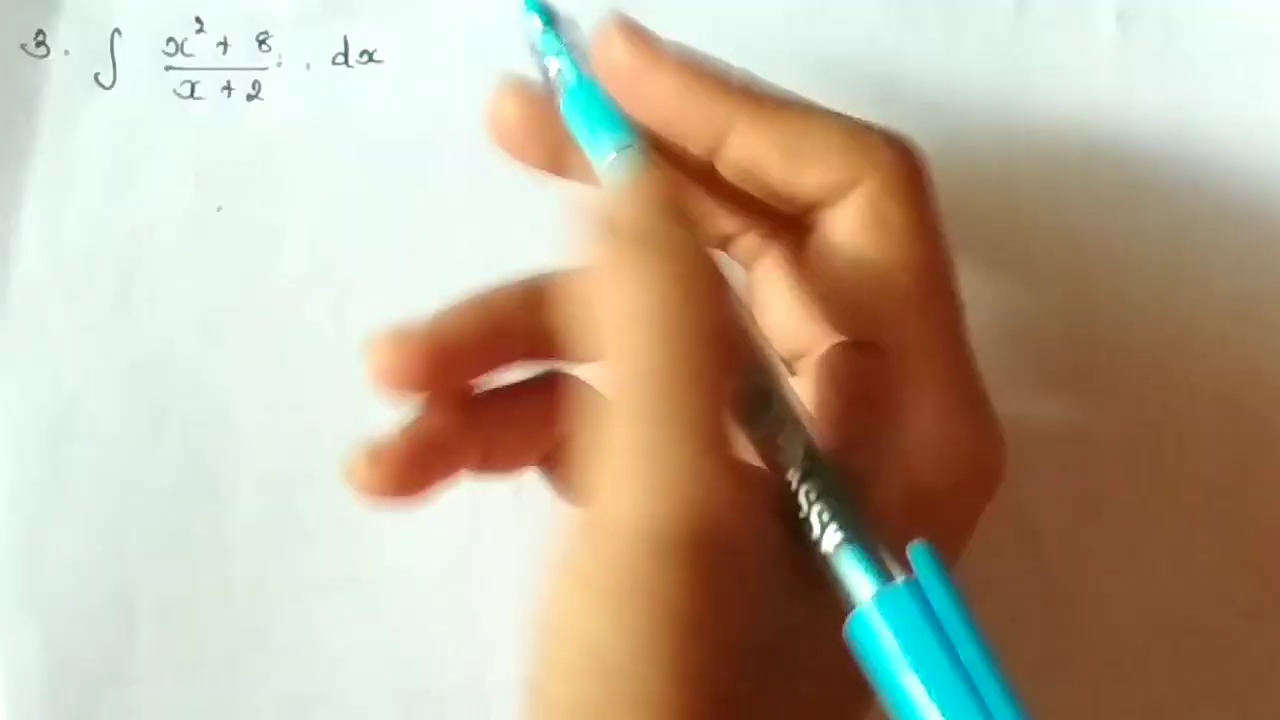 3. ∫ x² + 8 / x + 2 . dx